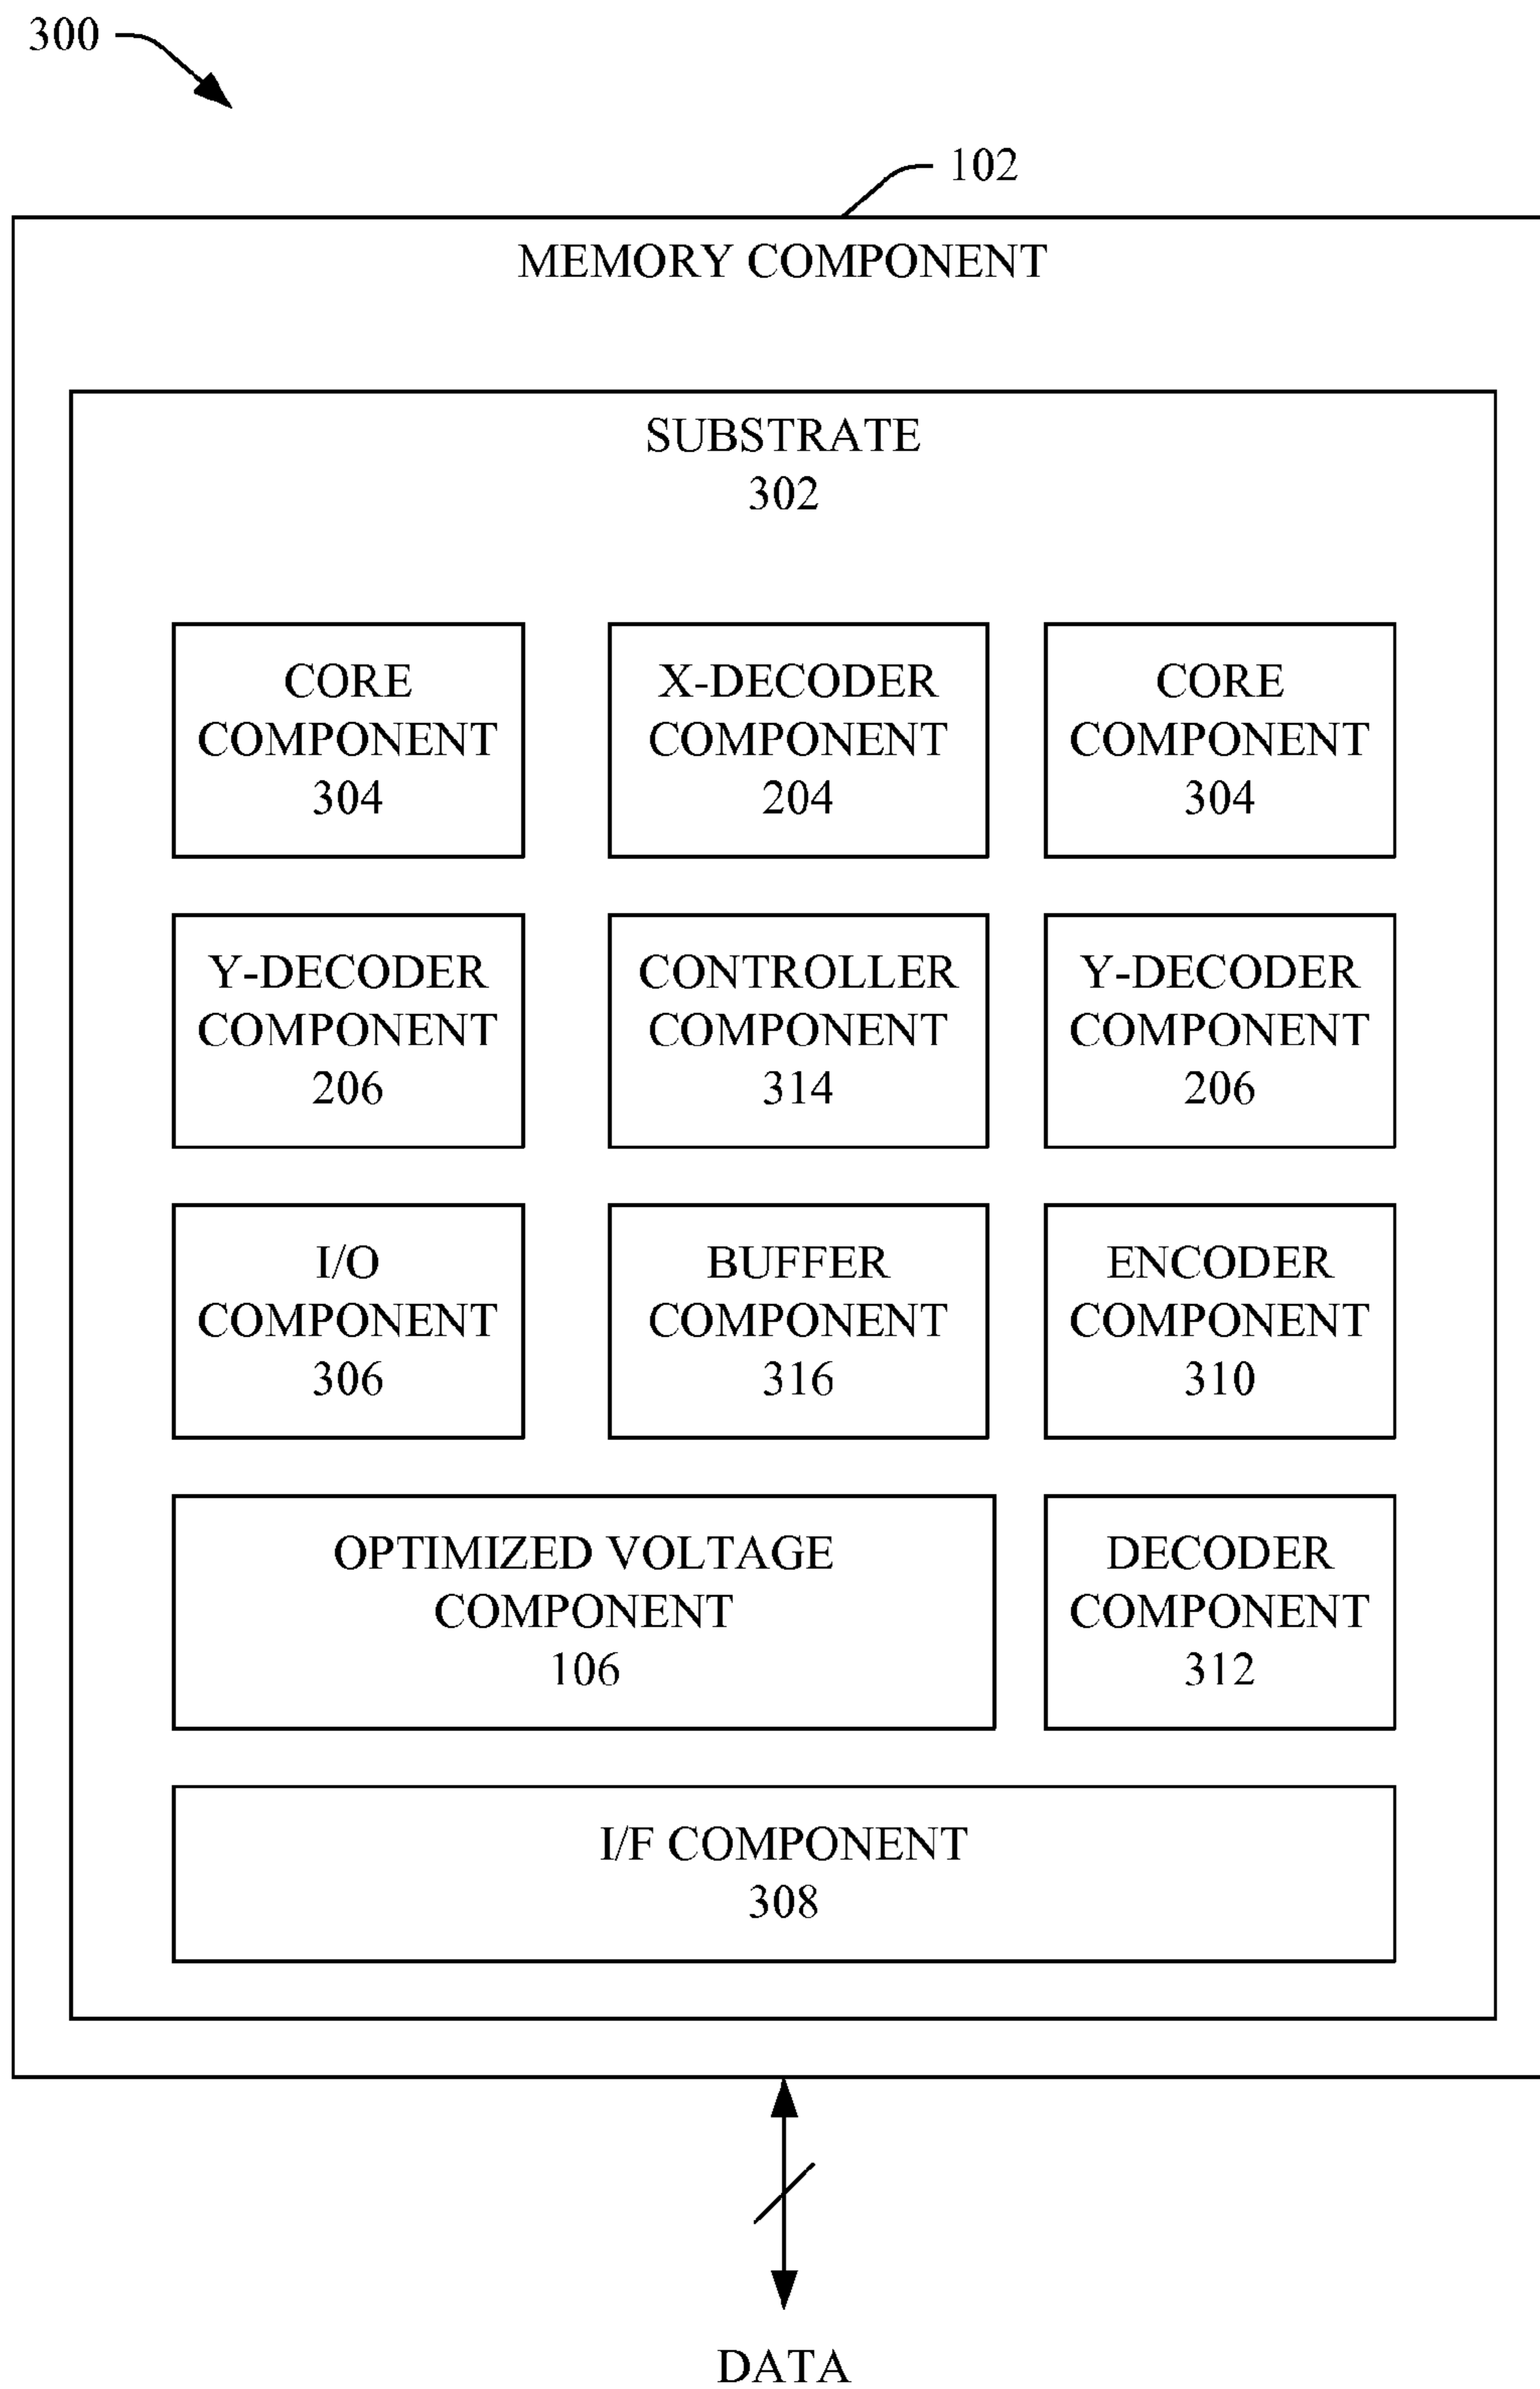 300
102
MEMORY COMPONENT
SUBSTRATE
302
CORE
COMPONENT
304
X-DECODER
COMPONENT
204
CORE
COMPONENT
304
Y-DECODER
COMPONENT
206
CONTROLLER
COMPONENT
314
Y-DECODER
COMPONENT
206
I/O
COMPONENT
306
BUFFER
COMPONENT
316
ENCODER
COMPONENT
310
OPTIMIZED VOLTAGE
COMPONENT
106
DECODER
COMPONENT
312
I/F COMPONENT
308
DATA